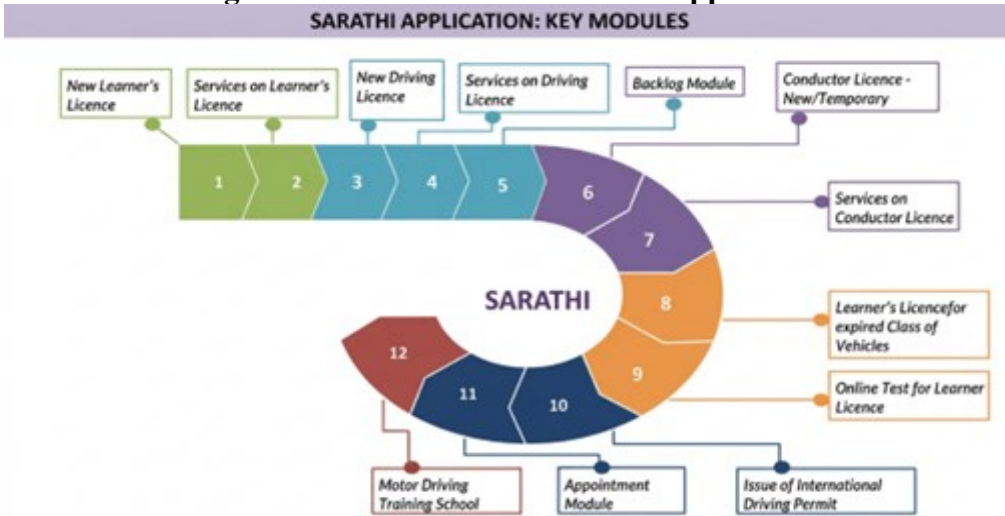 SARATHI APPLICATION: KEY MODULES
New Learner's
Licence
Services on Learner's
Licence
New Driving
Licence
Services on Driving
Licence
Backlog Module
Conductor Licence -
New/Temporary
1
2
3
4
5
6
7
8
9
10
11
12
Services on
Conductor Licence
SARATHI
Learner's Licencefor
expired Class of
Vehicles
Online Test for Learner
Licence
Motor Driving
Training School
Appointment
Module
Issue of International
Driving Permit